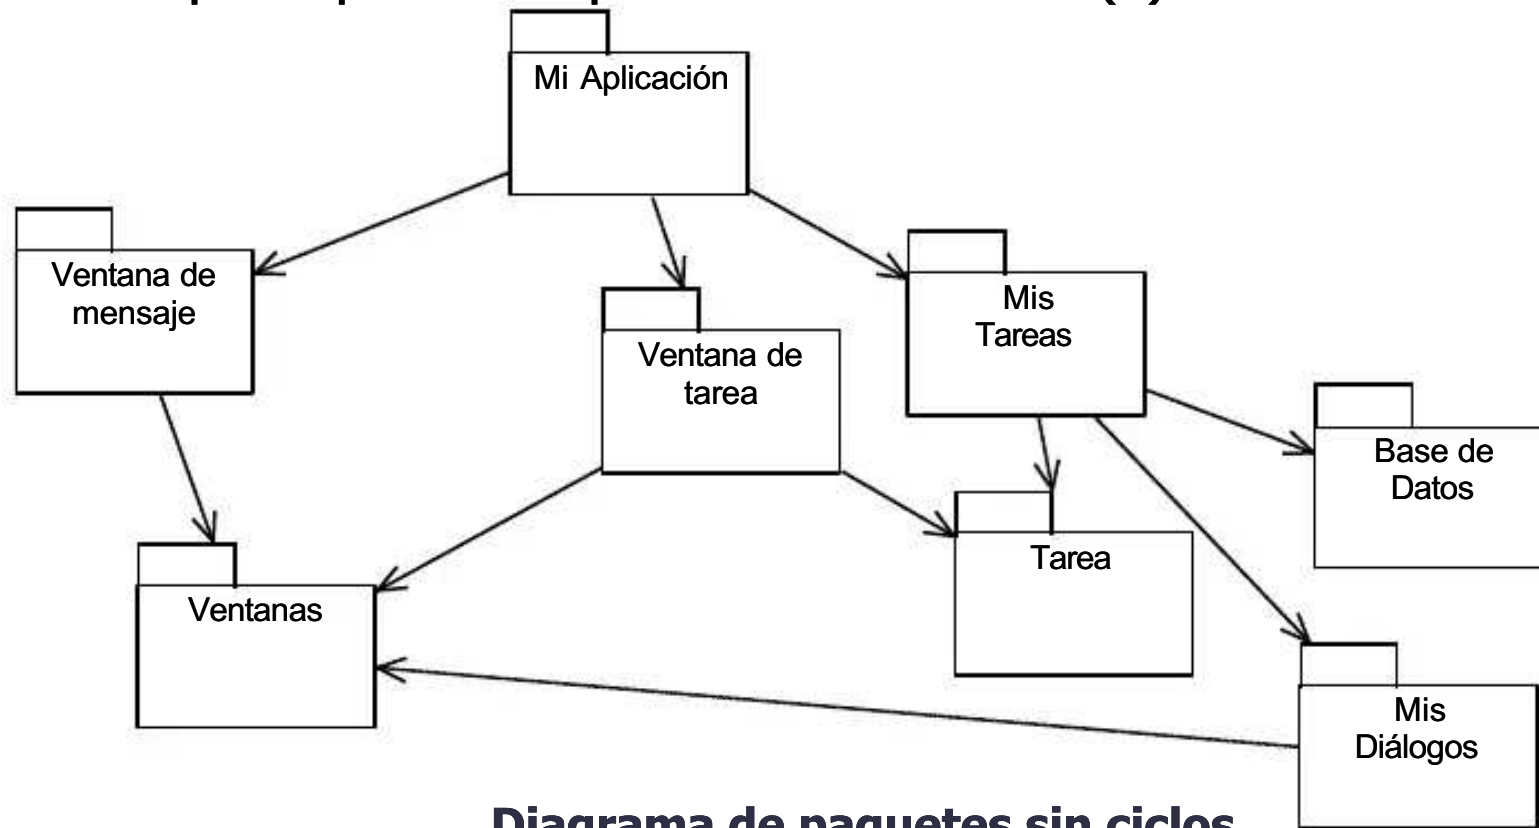 Mi Aplicación
Ventana de
mensaje
Ventana de
tarea
Mis
Tareas
Base de
Datos
Tarea
Ventanas
Mis
Diálogos
Diagrama de paquetes sin ciclos